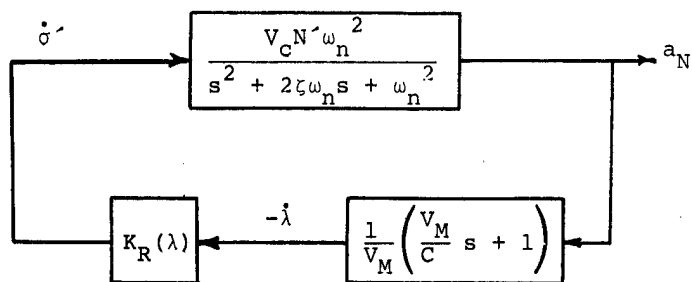 σ̇´
V_c N´ω_n²
s² + 2ζω_n s + ω_n²
a_N
K_R(λ)
-λ̇
1/V_M (V_M/C s + 1)